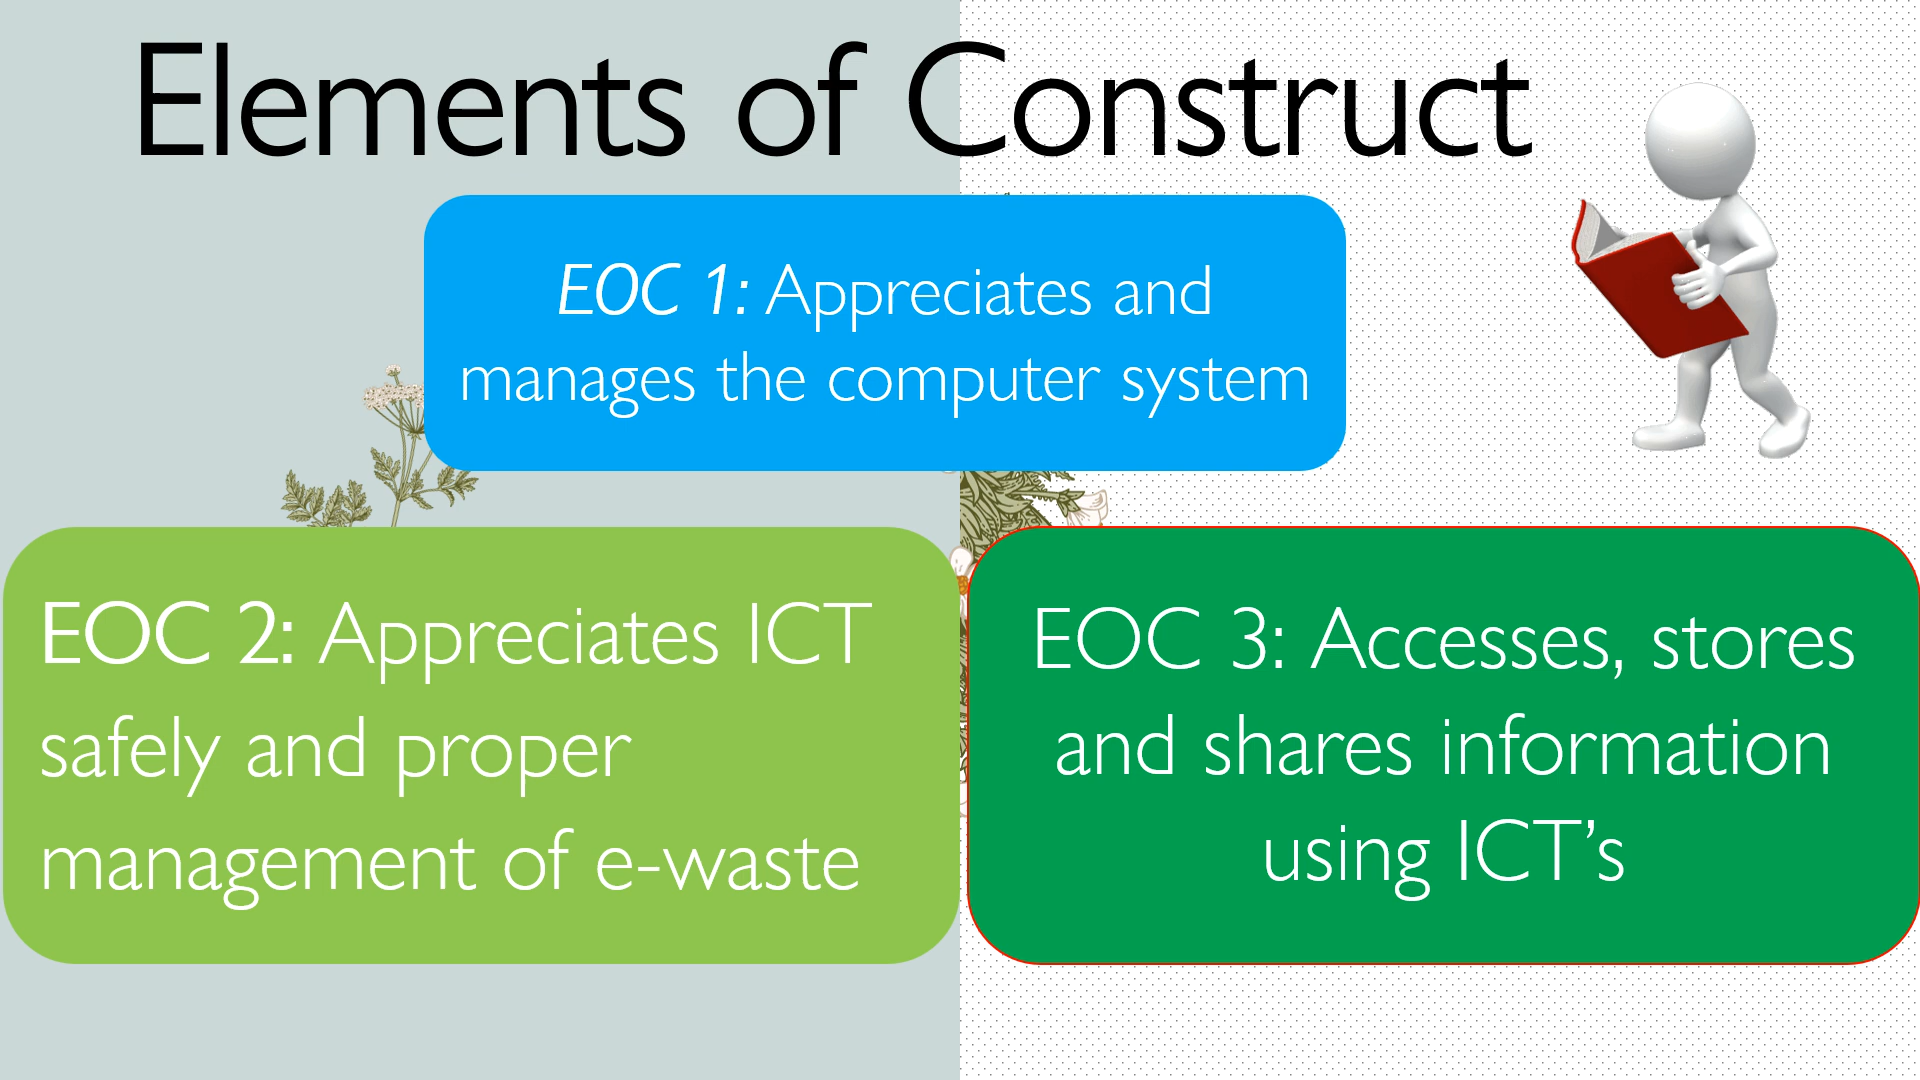 Elements of Construct
EOC 1: Appreciates and
manages the computer system
EOC 2: Appreciates ICT
safely and proper
management of e-waste
EOC 3: Accesses, stores
and shares information
using ICT’s